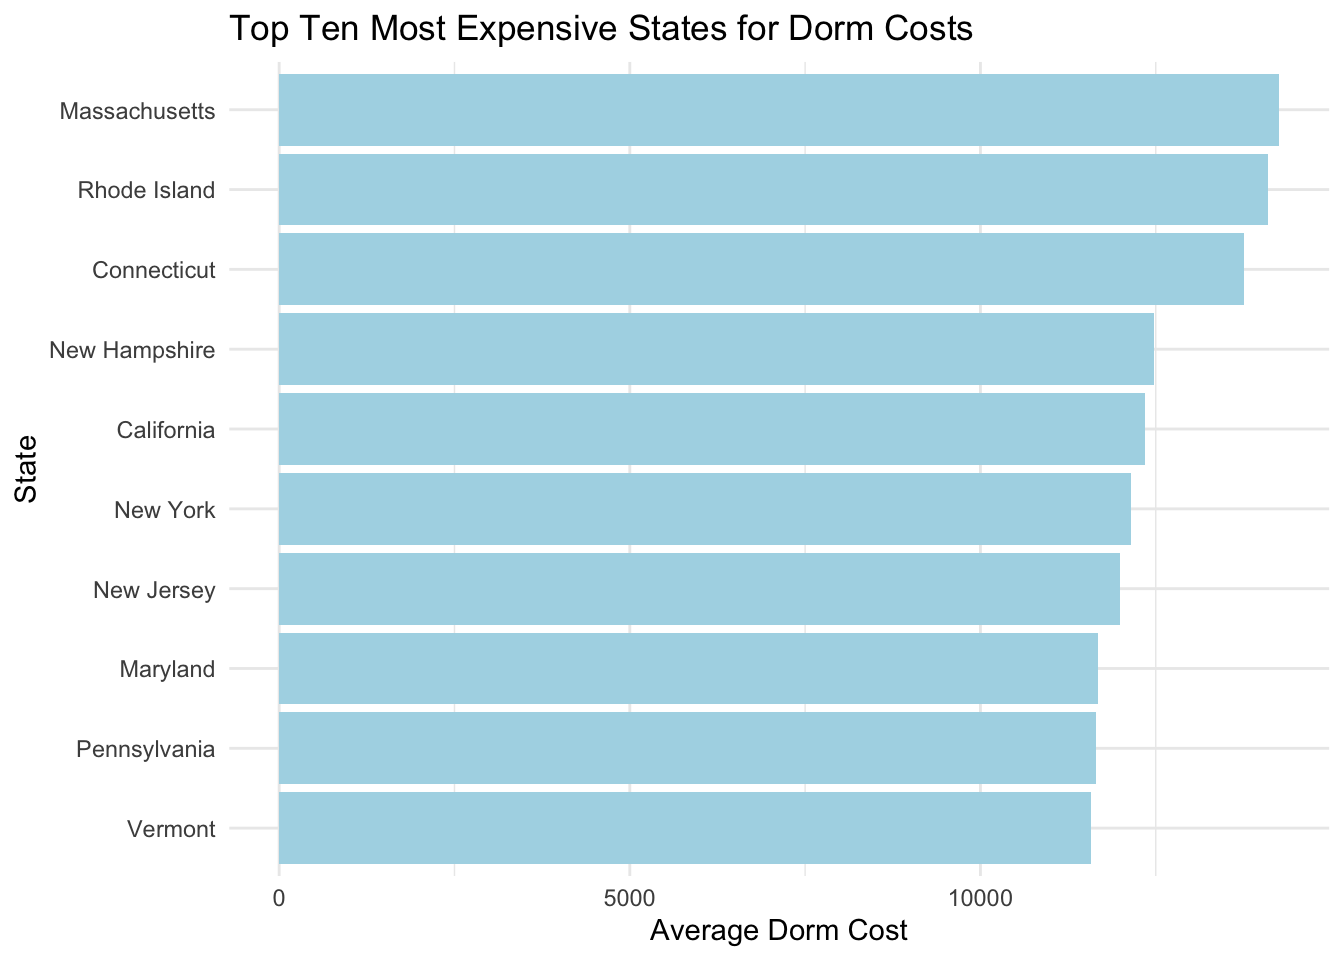 Top Ten Most Expensive States for Dorm Costs
Massachusetts
Rhode Island
Connecticut
New Hampshire
California
New York
New Jersey
Maryland
Pennsylvania
Vermont
State
0 5000 10000
Average Dorm Cost